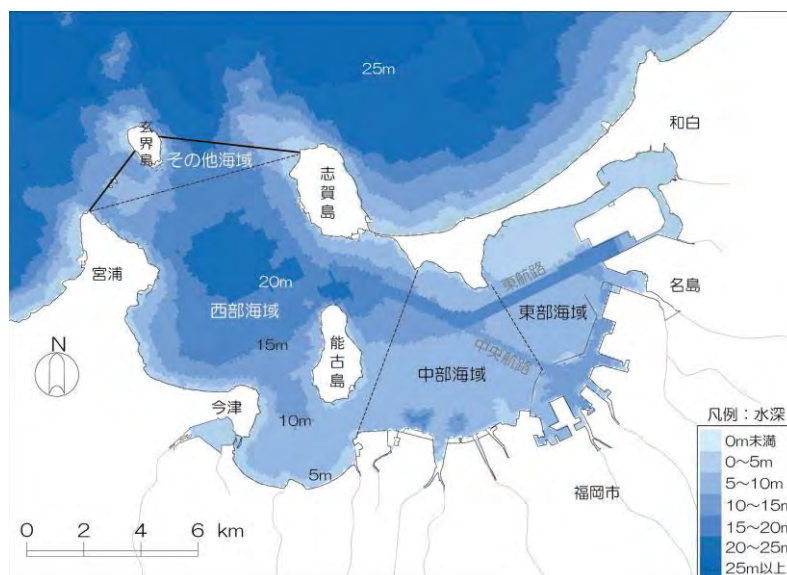 25m
和白
玄界島
その他海域
志賀島
宮浦
20m
東航路
名島
西部海域
東部海域
15m
能古島
中央航路
中部海域
N
今津
10m
5m
福岡市
凡例：水深
0m未満
0～5m
5～10m
10～15m
15～20m
20～25m
25m以上
0 2 4 6 km